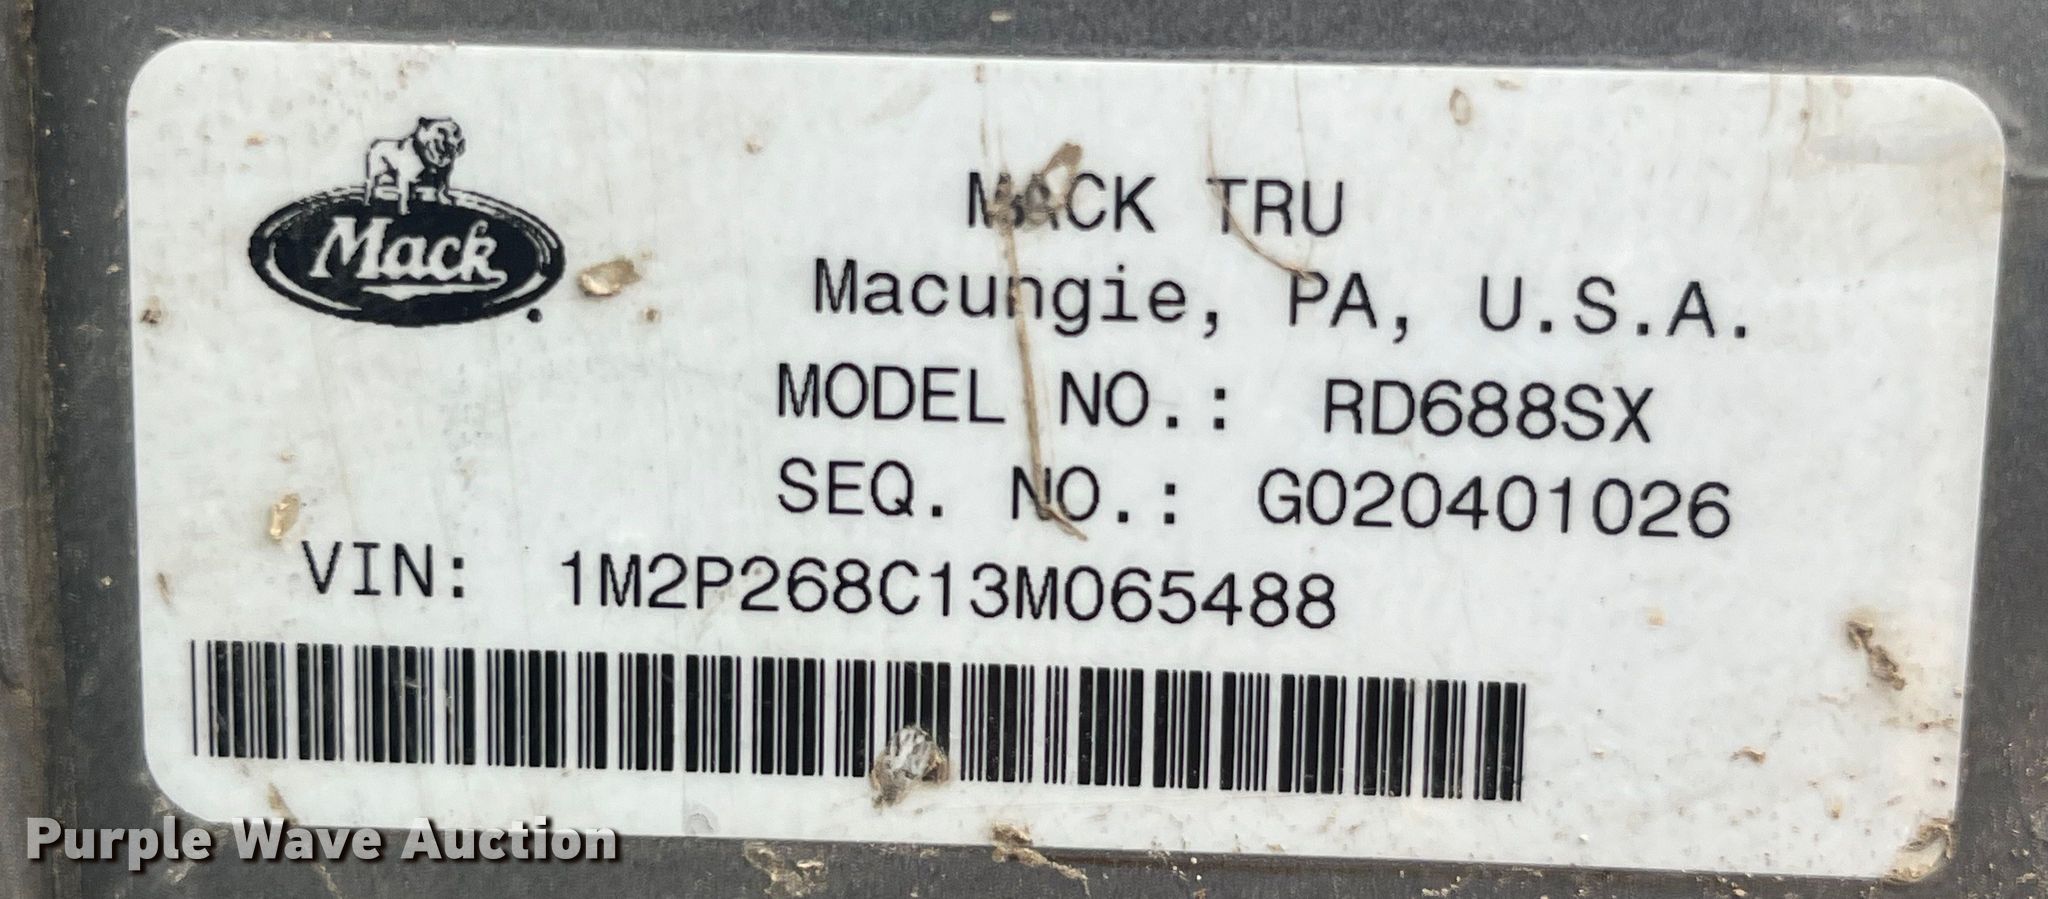 Mack
MACK TRU
Macungie, PA, U.S.A.
MODEL NO.: RD688SX
SEQ. NO.: G020401026
VIN: 1M2P268C13M065488
Purple Wave Auction